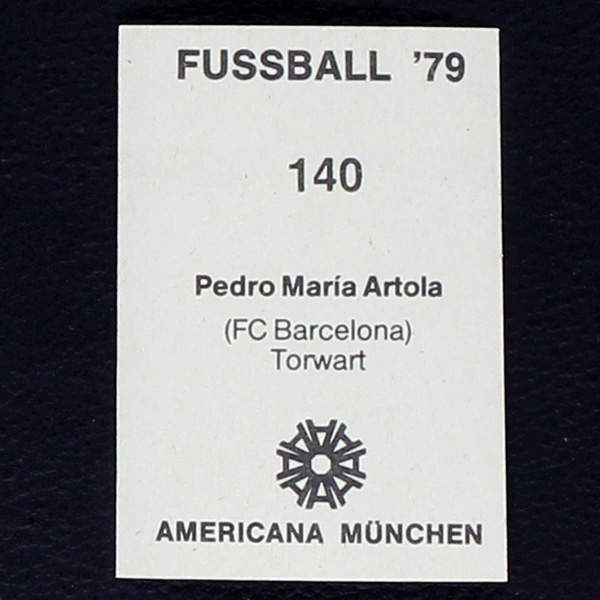 FUSSBALL ’79
140
Pedro María Artola
(FC Barcelona)
Torwart
AMERICANA MÜNCHEN